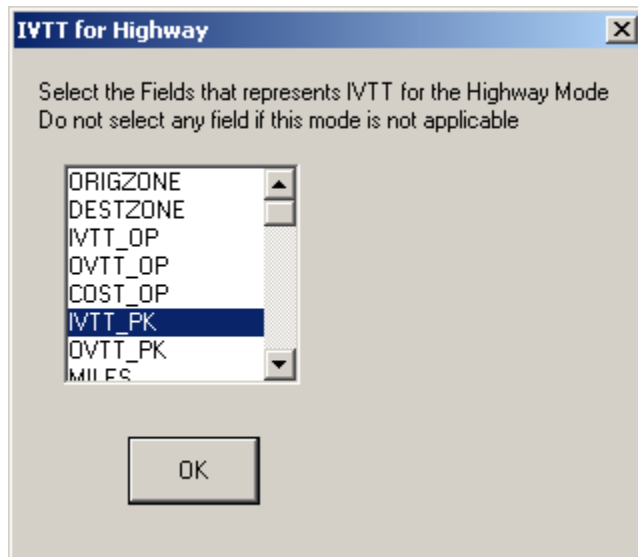 IVTT for Highway
Select the Fields that represents IVTT for the Highway Mode
Do not select any field if this mode is not applicable
ORIGZONE
DESTZONE
IVTT_OP
OVTT_OP
COST_OP
IVTT_PK
OVTT_PK
MILES
OK